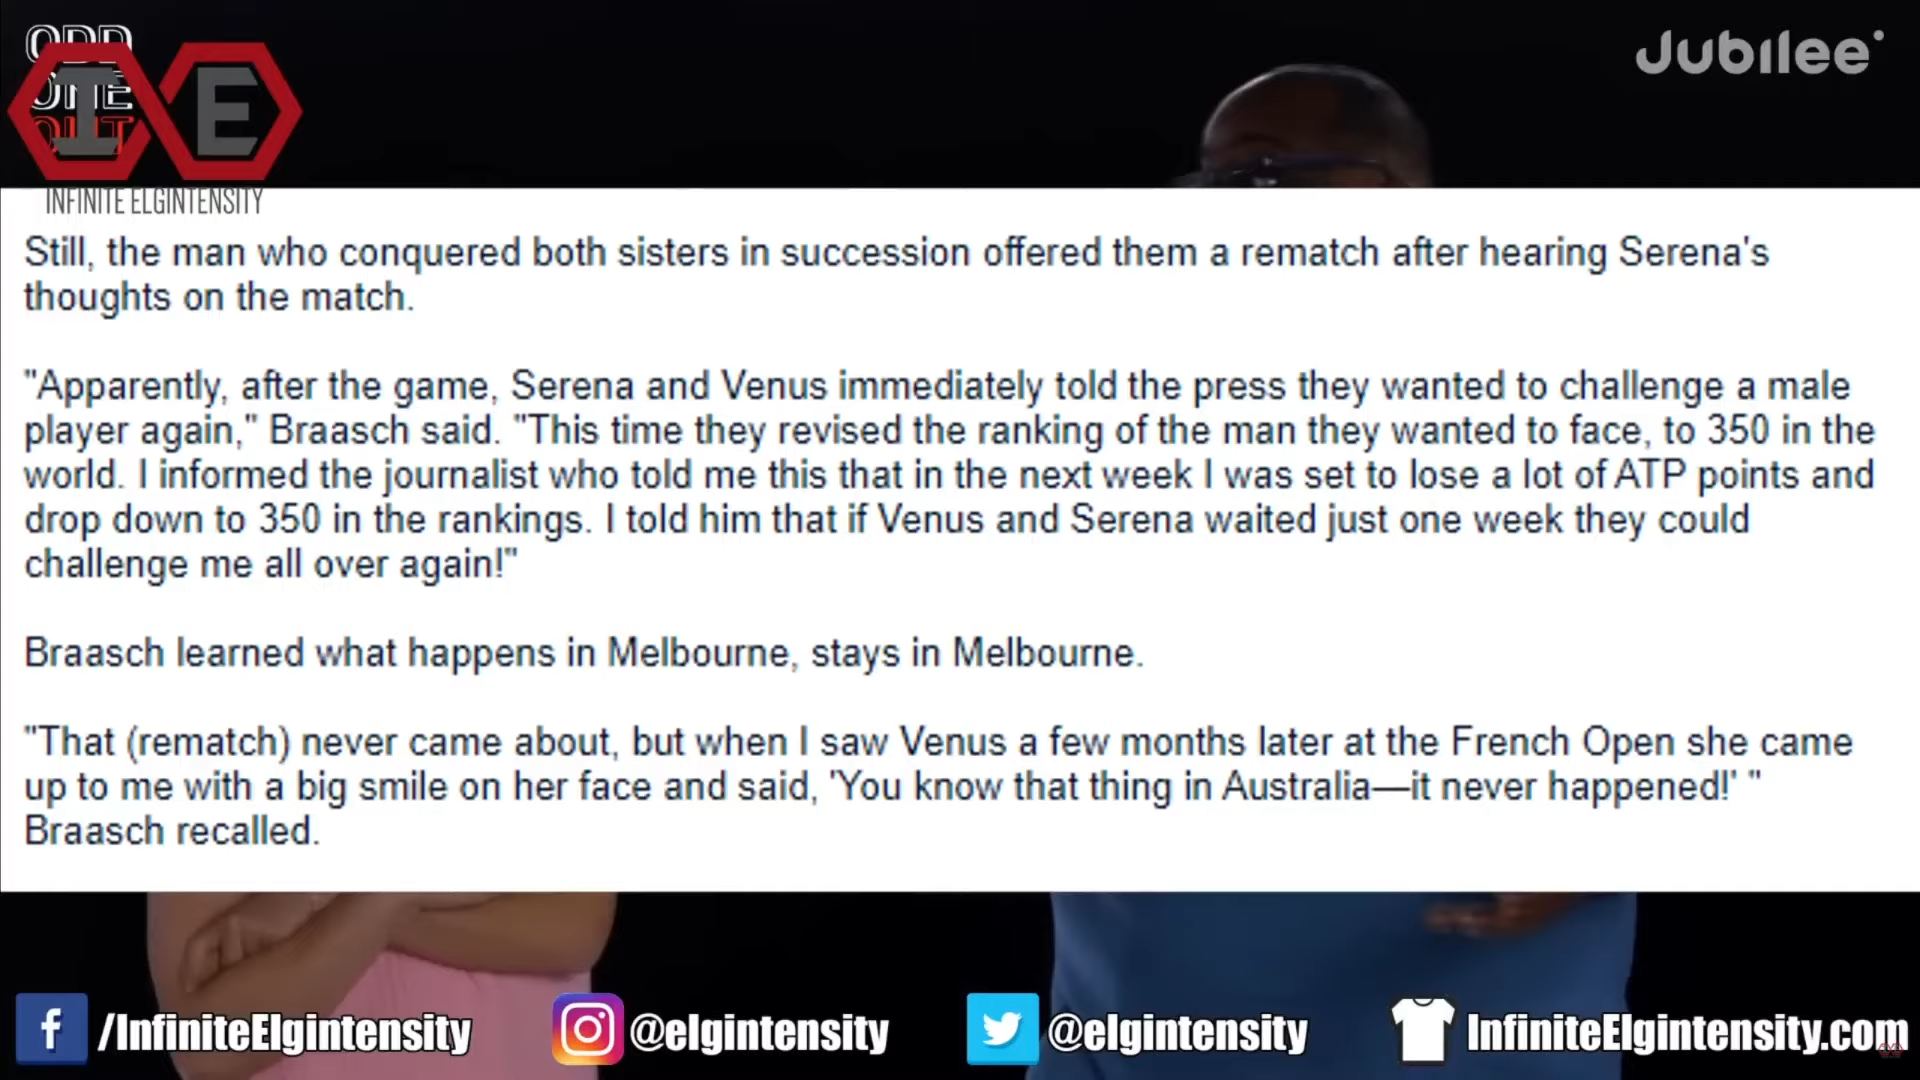 ODD
ONE
OUT
IE
INFINITE ELGINTENSITY
Jubilee
Still, the man who conquered both sisters in succession offered them a rematch after hearing Serena's
thoughts on the match.
"Apparently, after the game, Serena and Venus immediately told the press they wanted to challenge a male
player again," Braasch said. "This time they revised the ranking of the man they wanted to face, to 350 in the
world. I informed the journalist who told me this that in the next week I was set to lose a lot of ATP points and
drop down to 350 in the rankings. I told him that if Venus and Serena waited just one week they could
challenge me all over again!"
Braasch learned what happens in Melbourne, stays in Melbourne.
"That (rematch) never came about, but when I saw Venus a few months later at the French Open she came
up to me with a big smile on her face and said, 'You know that thing in Australia—it never happened!' "
Braasch recalled.
f /InfiniteElgintensity
@elgintensity
@elgintensity
InfiniteElgintensity.com